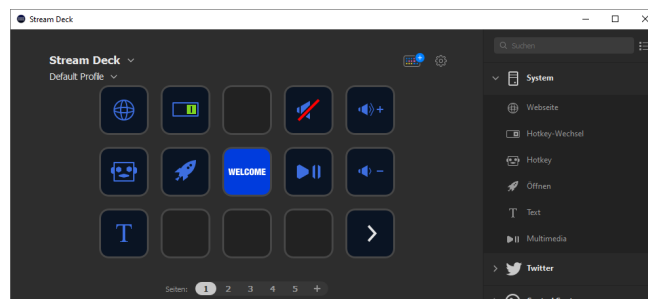 Stream Deck
Stream Deck
Default Profile
WELCOME
T
Seiten: 1 2 3 4 5 +
Suchen
System
Webseite
Hotkey-Wechsel
Hotkey
Öffnen
T Text
Multimedia
Twitter